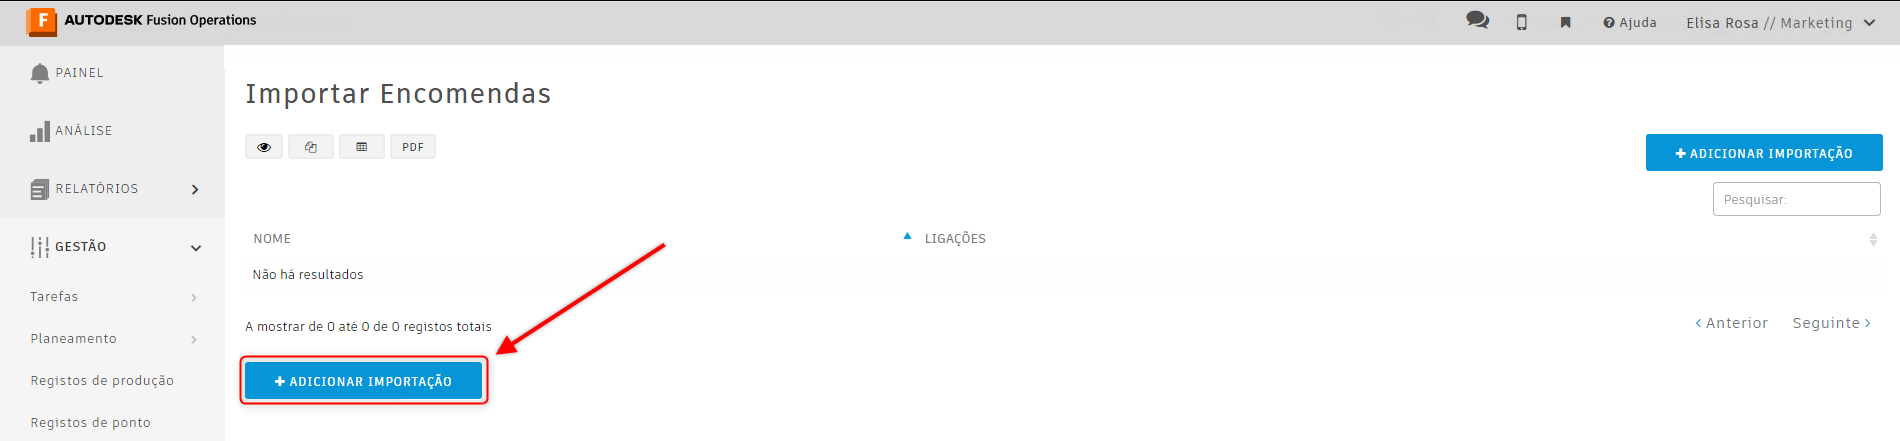 AUTODESK Fusion Operations
Ajuda
Elisa Rosa // Marketing
PAINEL
ANÁLISE
RELATÓRIOS
GESTÃO
Tarefas
Planeamento
Registos de produção
Registos de ponto
Importar Encomendas
PDF
+ ADICIONAR IMPORTAÇÃO
Pesquisar:
NOME
LIGAÇÕES
Não há resultados
A mostrar de 0 até 0 de 0 registos totais
< Anterior
Seguinte >
+ ADICIONAR IMPORTAÇÃO